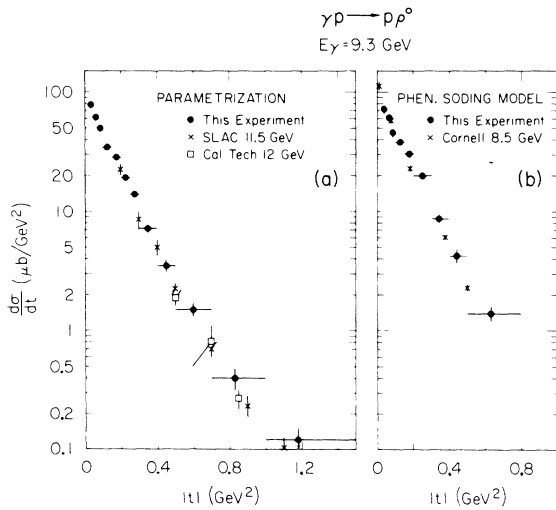 γp → pρ°
Eγ = 9.3 GeV
PARAMETRIZATION
● This Experiment
× SLAC 11.5 GeV
□ Cal Tech 12 GeV
(a)
PHEN. SODING MODEL
● This Experiment
× Cornell 8.5 GeV
(b)
dσ/dt (μb/GeV²)
100
50
20
10
5
2
1
0.5
0.2
0.1
0 0.4 0.8 1.2
0 0.4 0.8
|t| (GeV²)
|t| (GeV²)